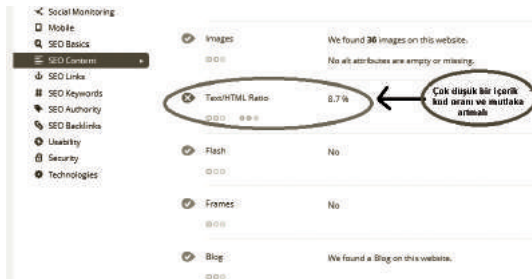 Social Monitoring
Mobile
SEO Basics
SEO Content
SEO Links
SEO Keywords
SEO Authority
SEO Backlinks
Usability
Security
Technologies
Images
We found 36 images on this website.
No alt attributes are empty or missing.
Text/HTML Ratio
8.7 %
Çok düşük bir İçerik
kod oranı ve mutlaka
artmalı
Flash
No
Frames
No
Blog
We found a Blog on this website.